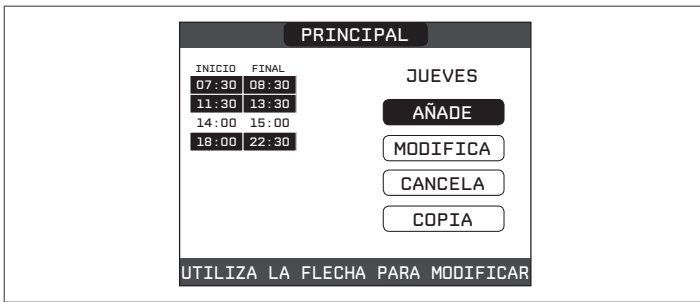 PRINCIPAL
INICIO FINAL
07:30 08:30
11:30 13:30
14:00 15:00
18:00 22:30
JUEVES
AÑADE
MODIFICA
CANCELA
COPIA
UTILIZA LA FLECHA PARA MODIFICAR